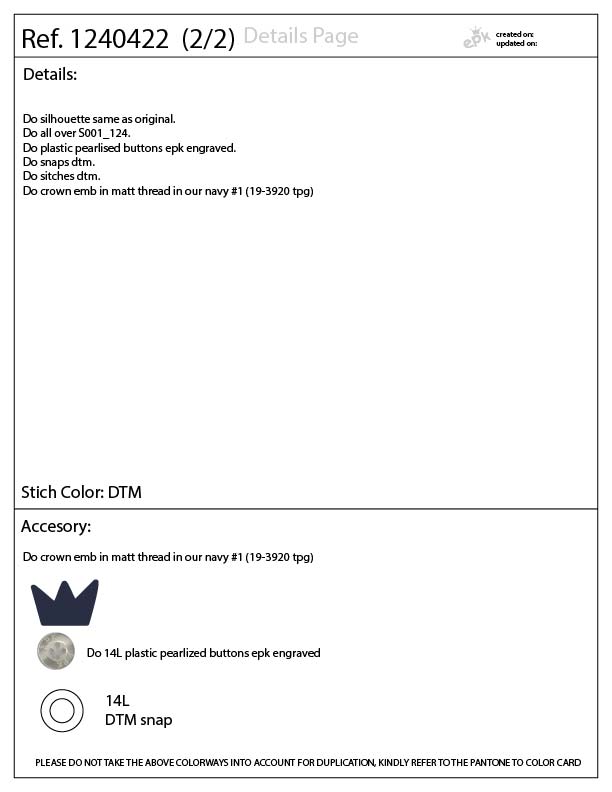 Ref. 1240422 (2/2) Details Page
epk
created on:
updated on:
Details:
Do silhouette same as original.
Do all over S001_124.
Do plastic pearlised buttons epk engraved.
Do snaps dtm.
Do sitches dtm.
Do crown emb in matt thread in our navy #1 (19-3920 tpg)
Stich Color: DTM
Accesory:
Do crown emb in matt thread in our navy #1 (19-3920 tpg)
Do 14L plastic pearlized buttons epk engraved
14L
DTM snap
PLEASE DO NOT TAKE THE ABOVE COLORWAYS INTO ACCOUNT FOR DUPLICATION, KINDLY REFER TO THE PANTONE TO COLOR CARD